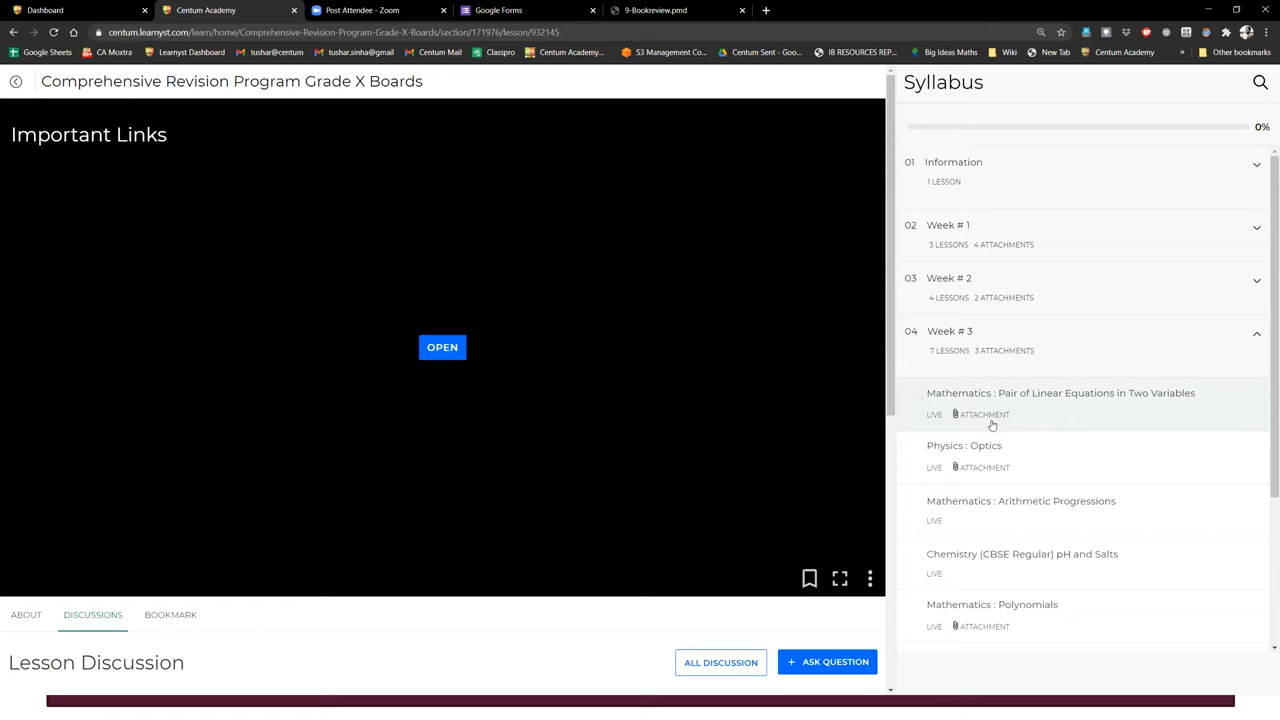 Dashboard
Centum Academy
Post Attendee - Zoom
Google Forms
9-Bookreview.pmd
centum.learnyst.com/learn/home/Comprehensive-Revision-Program-Grade-X-Boards/section/171976/lesson/932145
Google Sheets
CA Moxtra
Learnyst Dashboard
tushar@centum
tushar.sinha@gmail...
Centum Mail
Classpro
Centum Academy...
S3 Management Co...
Centum Sent - Goo...
IB RESOURCES REP...
Big Ideas Maths
Wiki
New Tab
Centum Academy
»
Other bookmarks
Comprehensive Revision Program Grade X Boards
Important Links
OPEN
ABOUT
DISCUSSIONS
BOOKMARK
Lesson Discussion
ALL DISCUSSION
+ ASK QUESTION
Syllabus
0%
01 Information
1 LESSON
02 Week # 1
3 LESSONS 4 ATTACHMENTS
03 Week # 2
4 LESSONS 2 ATTACHMENTS
04 Week # 3
7 LESSONS 3 ATTACHMENTS
Mathematics : Pair of Linear Equations in Two Variables
LIVE ATTACHMENT
Physics : Optics
LIVE ATTACHMENT
Mathematics : Arithmetic Progressions
LIVE
Chemistry (CBSE Regular) pH and Salts
LIVE
Mathematics : Polynomials
LIVE ATTACHMENT